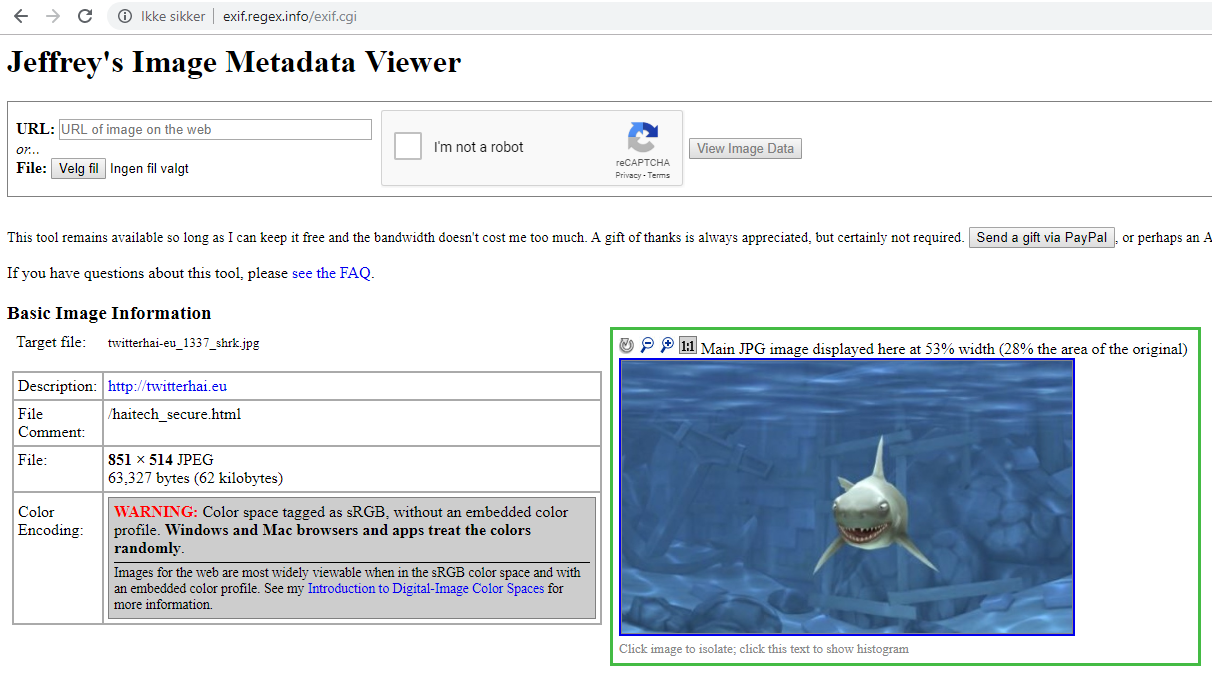 Ikke sikker | exif.regex.info/exif.cgi
Jeffrey's Image Metadata Viewer
URL: URL of image on the web
or...
File: Velg fil Ingen fil valgt
I'm not a robot
reCAPTCHA
Privacy - Terms
View Image Data
This tool remains available so long as I can keep it free and the bandwidth doesn't cost me too much. A gift of thanks is always appreciated, but certainly not required. Send a gift via PayPal, or perhaps an A
If you have questions about this tool, please see the FAQ.
Basic Image Information
Target file: twitterhai-eu_1337_shrk.jpg
Description: http://twitterhai.eu
File /haitech_secure.html
Comment:
File: 851 × 514 JPEG
63,327 bytes (62 kilobytes)
Color WARNING: Color space tagged as sRGB, without an embedded color
Encoding: profile. Windows and Mac browsers and apps treat the colors
randomly.
Images for the web are most widely viewable when in the sRGB color space and with
an embedded color profile. See my Introduction to Digital-Image Color Spaces for
more information.
1:1 Main JPG image displayed here at 53% width (28% the area of the original)
Click image to isolate; click this text to show histogram